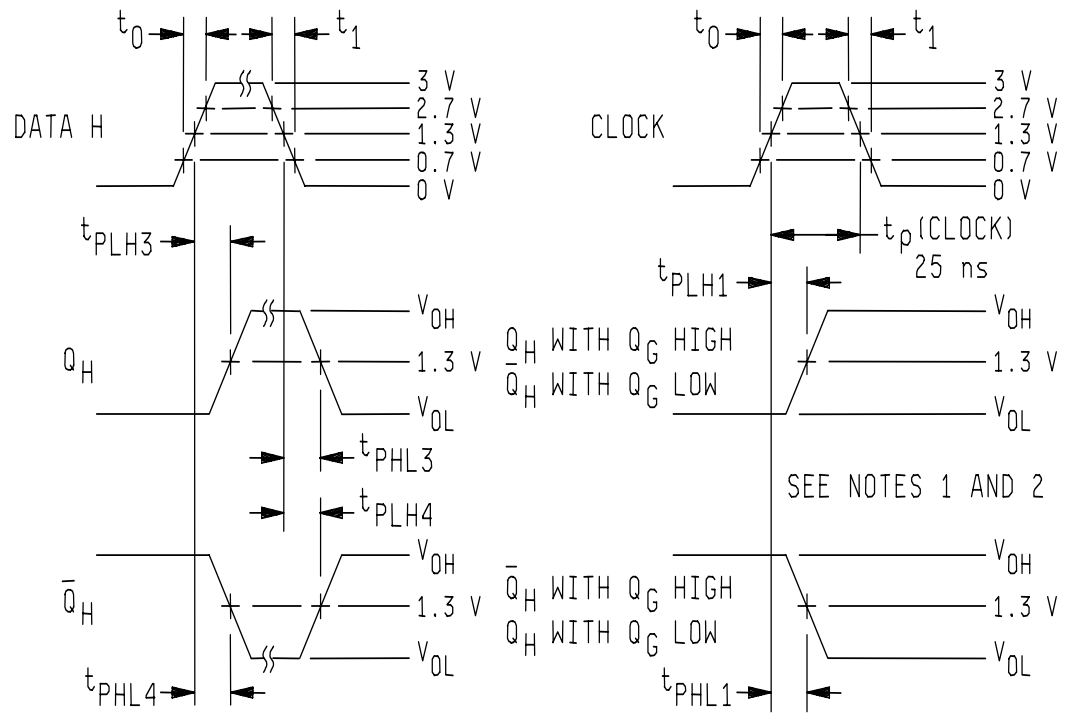 t0
t1
3 V
2.7 V
DATA H
1.3 V
0.7 V
0 V
tPLH3
VOH
QH
1.3 V
VOL
tPHL3
tPLH4
VOH
Q̅H
1.3 V
VOL
tPHL4
t0
t1
3 V
2.7 V
CLOCK
1.3 V
0.7 V
0 V
tp(CLOCK)
25 ns
tPLH1
VOH
QH WITH QG HIGH
1.3 V
Q̅H WITH QG LOW
VOL
SEE NOTES 1 AND 2
VOH
Q̅H WITH QG HIGH
1.3 V
QH WITH QG LOW
VOL
tPHL1